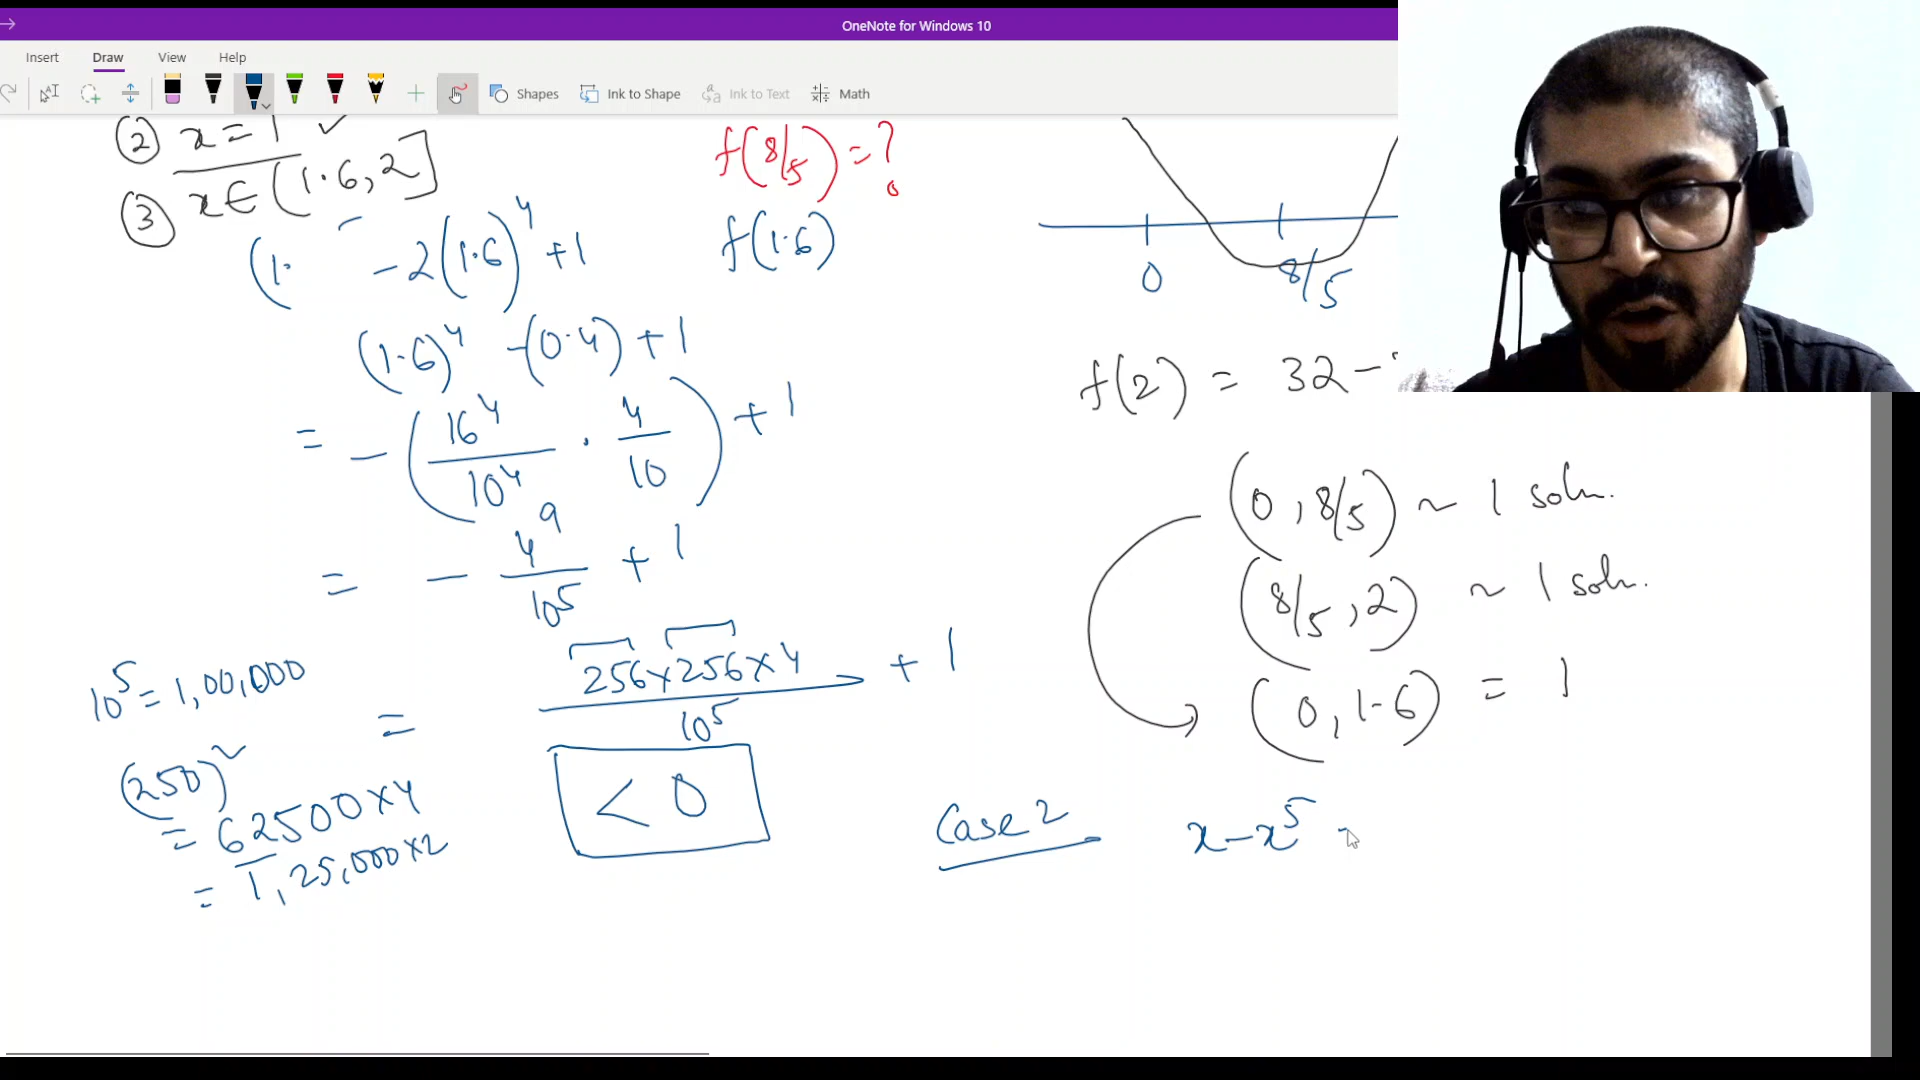 OneNote for Windows 10
Insert Draw View Help
Shapes Ink to Shape Ink to Text Math
② x = 1 ✓
③ x ∈ (1.6, 2]
f(8/5) = ?
(1. - 2(1.6)^4 + 1
f(1.6)
0 8/5
(1.6)^4 -(0.4) + 1
f(2) = 32 -
= - (16^4/10^4 · 4/10) + 1
(0, 8/5) ~ 1 soln.
= - 4^9/10^5 + 1
(8/5, 2) ~ 1 soln.
10^5 = 1,00,000
= 256×256×4/10^5 + 1
(0, 1.6) = 1
(250)^2
= 62500×4
< 0
= 1,25,000×2
Case 2 x - x^5